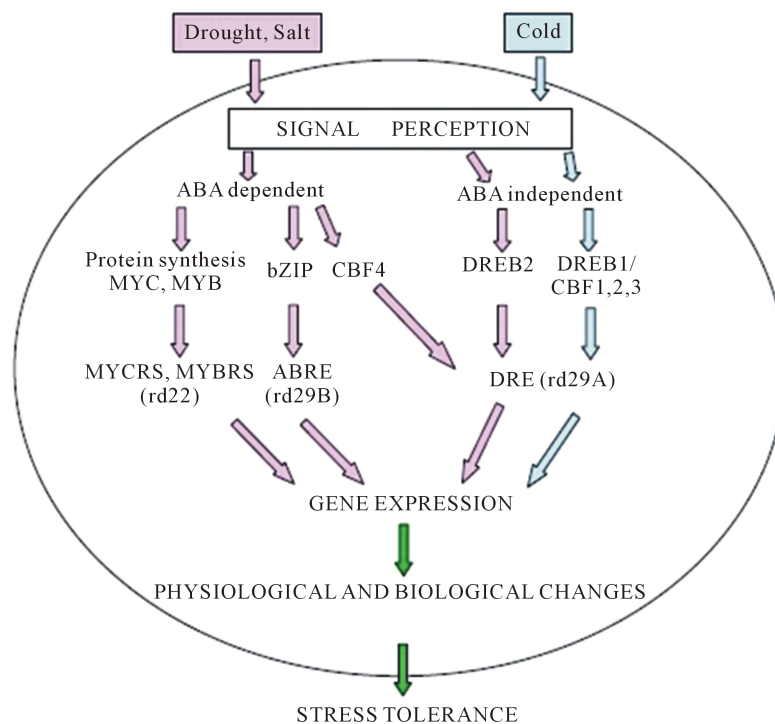 Drought, Salt
Cold
SIGNAL PERCEPTION
ABA dependent
ABA independent
Protein synthesis
MYC, MYB
bZIP
CBF4
DREB2
DREB1/
CBF1,2,3
MYCRS, MYBRS
(rd22)
ABRE
(rd29B)
DRE (rd29A)
GENE EXPRESSION
PHYSIOLOGICAL AND BIOLOGICAL CHANGES
STRESS TOLERANCE